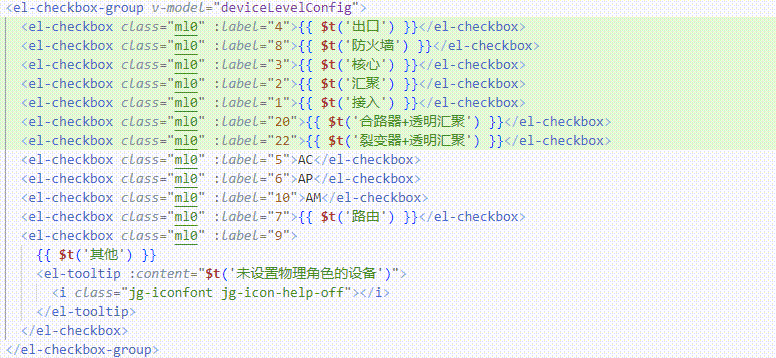 <el-checkbox-group v-model="deviceLevelConfig">
<el-checkbox class="ml0" :label="4">{{ $t('出口') }}</el-checkbox>
<el-checkbox class="ml0" :label="8">{{ $t('防火墙') }}</el-checkbox>
<el-checkbox class="ml0" :label="3">{{ $t('核心') }}</el-checkbox>
<el-checkbox class="ml0" :label="2">{{ $t('汇聚') }}</el-checkbox>
<el-checkbox class="ml0" :label="1">{{ $t('接入') }}</el-checkbox>
<el-checkbox class="ml0" :label="20">{{ $t('合路器+透明汇聚') }}</el-checkbox>
<el-checkbox class="ml0" :label="22">{{ $t('裂变器+透明汇聚') }}</el-checkbox>
<el-checkbox class="ml0" :label="5">AC</el-checkbox>
<el-checkbox class="ml0" :label="6">AP</el-checkbox>
<el-checkbox class="ml0" :label="10">AM</el-checkbox>
<el-checkbox class="ml0" :label="7">{{ $t('路由') }}</el-checkbox>
<el-checkbox class="ml0" :label="9">
{{ $t('其他') }}
<el-tooltip :content="$t('未设置物理角色的设备')">
<i class="jg-iconfont jg-icon-help-off"></i>
</el-tooltip>
</el-checkbox>
</el-checkbox-group>